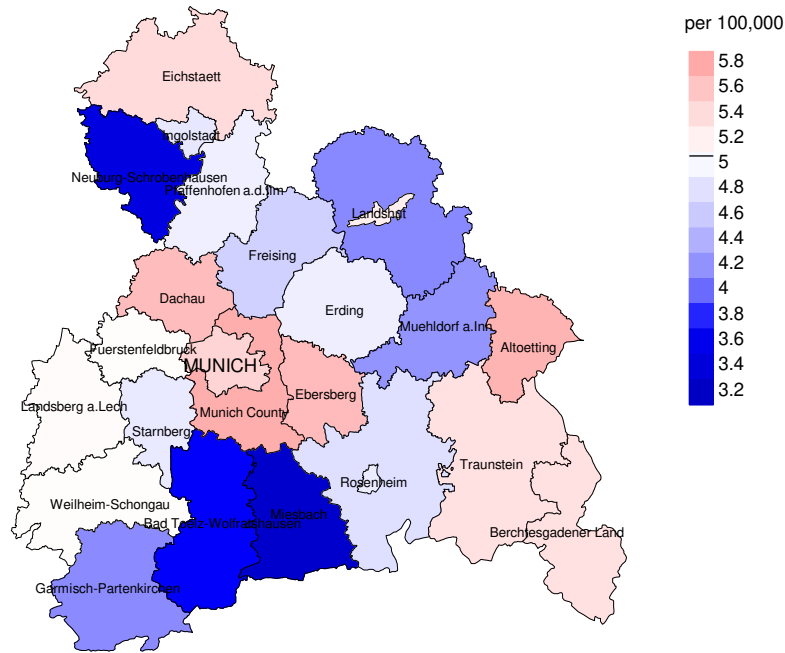 per 100,000
5.8
5.6
5.4
5.2
5
4.8
4.6
4.4
4.2
4
3.8
3.6
3.4
3.2
Eichstaett
Ingolstadt
Neuburg-Schrobenhausen
Pfaffenhofen a.d.Ilm
Landshut
Freising
Dachau
Erding
Muehldorf a.Inn
Altoetting
Fuerstenfeldbruck
MUNICH
Ebersberg
Landsberg a.Lech
Munich County
Starnberg
Traunstein
Rosenheim
Weilheim-Schongau
Miesbach
Bad Toelz-Wolfratshausen
Berchtesgadener Land
Garmisch-Partenkirchen